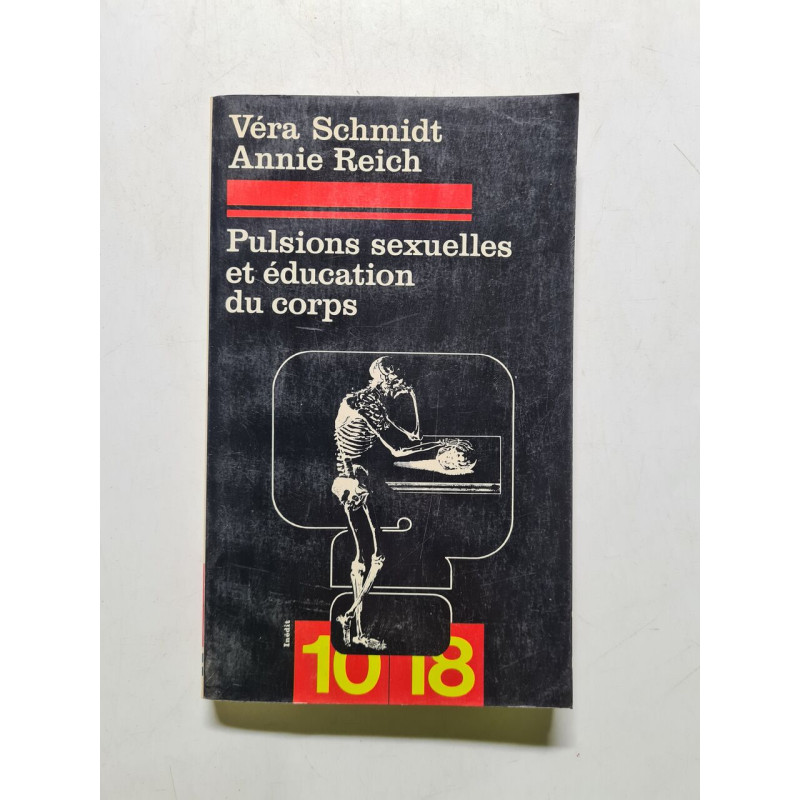 Véra Schmidt
Annie Reich
Pulsions sexuelles
et éducation
du corps
Inédit
10 18